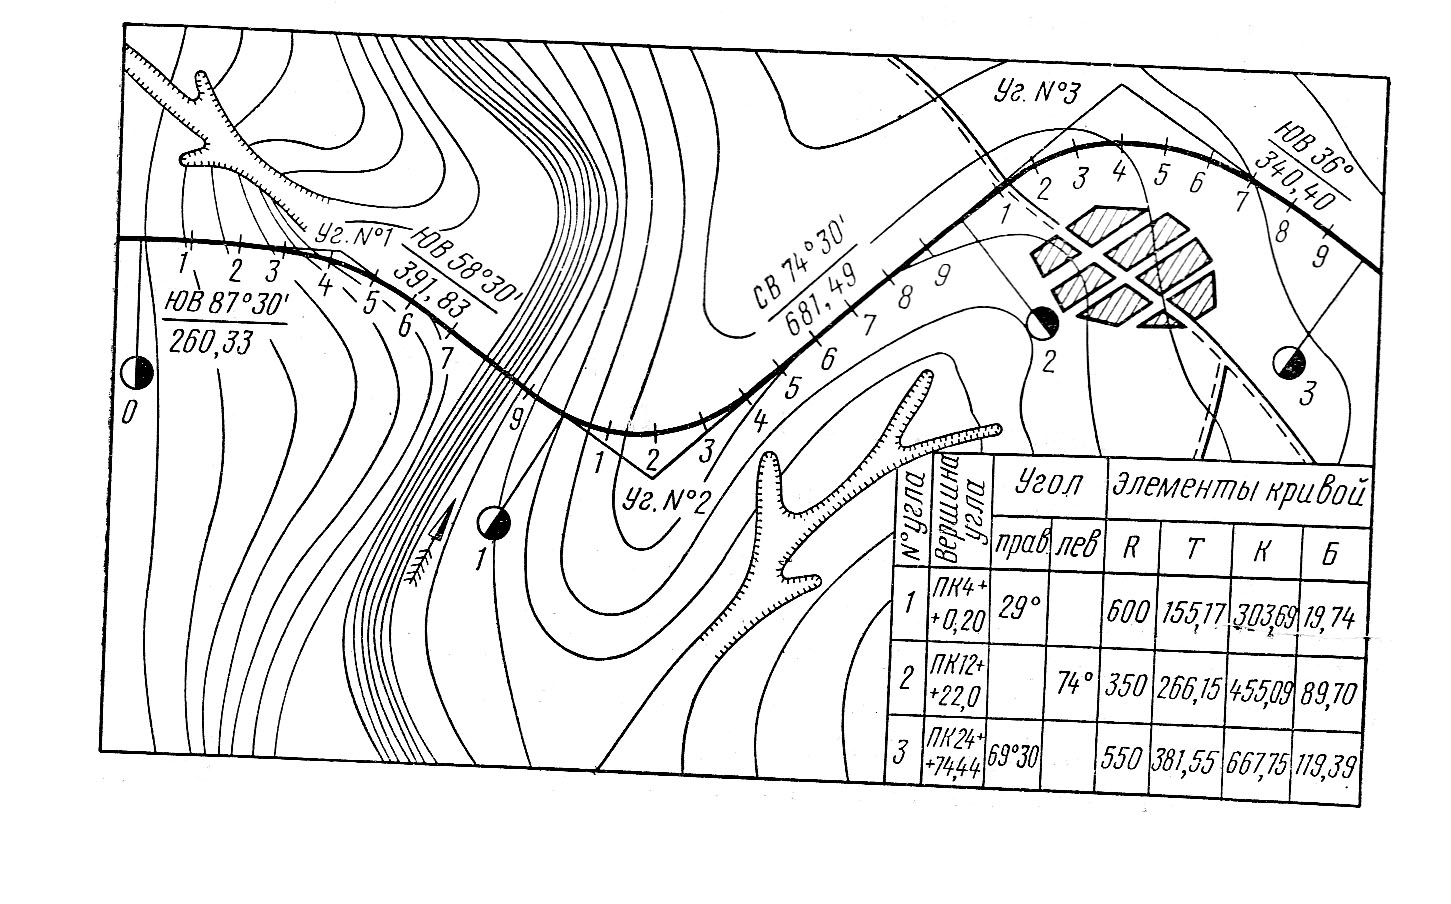 Уг. №3
ЮВ 36°
340,40
1 2 3 4 5 6 7 8 9
Уг. №1
ЮВ 58°30'
391,83
СВ 74°30'
681,49
1 2 3 4 5 6 7 9
ЮВ 87°30'
260,33
1 2 3 4 5 6 7 8 9
Уг. №2
0
1
2
3
№ угла
Вершина угла
Угол
Элементы кривой
прав. лев R T К Б
1 ПК4+ +0,20 29° 600 155,17 303,69 19,74
2 ПК12+ +22,0 74° 350 266,15 455,09 89,70
3 ПК24+ +74,44 69°30 550 381,55 667,75 119,39